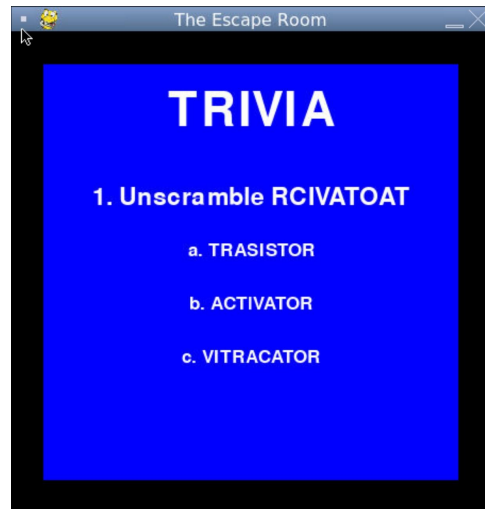 The Escape Room
TRIVIA
1. Unscramble RCIVATOAT
a. TRASISTOR
b. ACTIVATOR
c. VITRACATOR